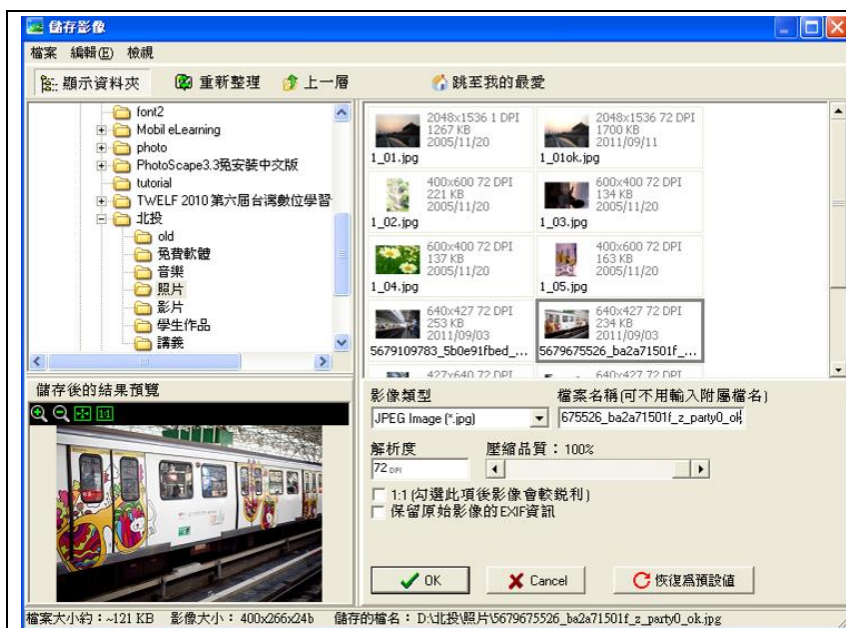 儲存影像
檔案 編輯(E) 檢視
顯示資料夾 重新整理 上一層 跳至我的最愛
font2
Mobil eLearning
photo
PhotoScape3.3免安裝中文版
tutorial
TWELF 2010 第六屆台灣數位學習
北投
old
免費軟體
音樂
照片
影片
學生作品
講義
2048x1536 1 DPI
1267 KB
2005/11/20
1_01.jpg
2048x1536 72 DPI
1700 KB
2011/09/11
1_01ok.jpg
400x600 72 DPI
221 KB
2005/11/20
1_02.jpg
600x400 72 DPI
134 KB
2005/11/20
1_03.jpg
600x400 72 DPI
137 KB
2005/11/20
1_04.jpg
400x600 72 DPI
163 KB
2005/11/20
1_05.jpg
640x427 72 DPI
253 KB
2011/09/03
5679109783_5b0e91fbed_...
640x427 72 DPI
234 KB
2011/09/03
5679675526_ba2a71501f_...
427x640 72 DPI
640x427 72 DPI
儲存後的結果預覽
1:1
影像類型
JPEG Image (*.jpg)
檔案名稱(可不用輸入附屬檔名)
675526_ba2a71501f_z_party0_ok
解析度
72 DPI
壓縮品質：100%
1:1 (勾選此項後影像會較銳利)
保留原始影像的EXIF資訊
OK Cancel 恢復為預設值
檔案大小約：~121 KB 影像大小：400x266x24b 儲存的檔名：D:\北投\照片\5679675526_ba2a71501f_z_party0_ok.jpg